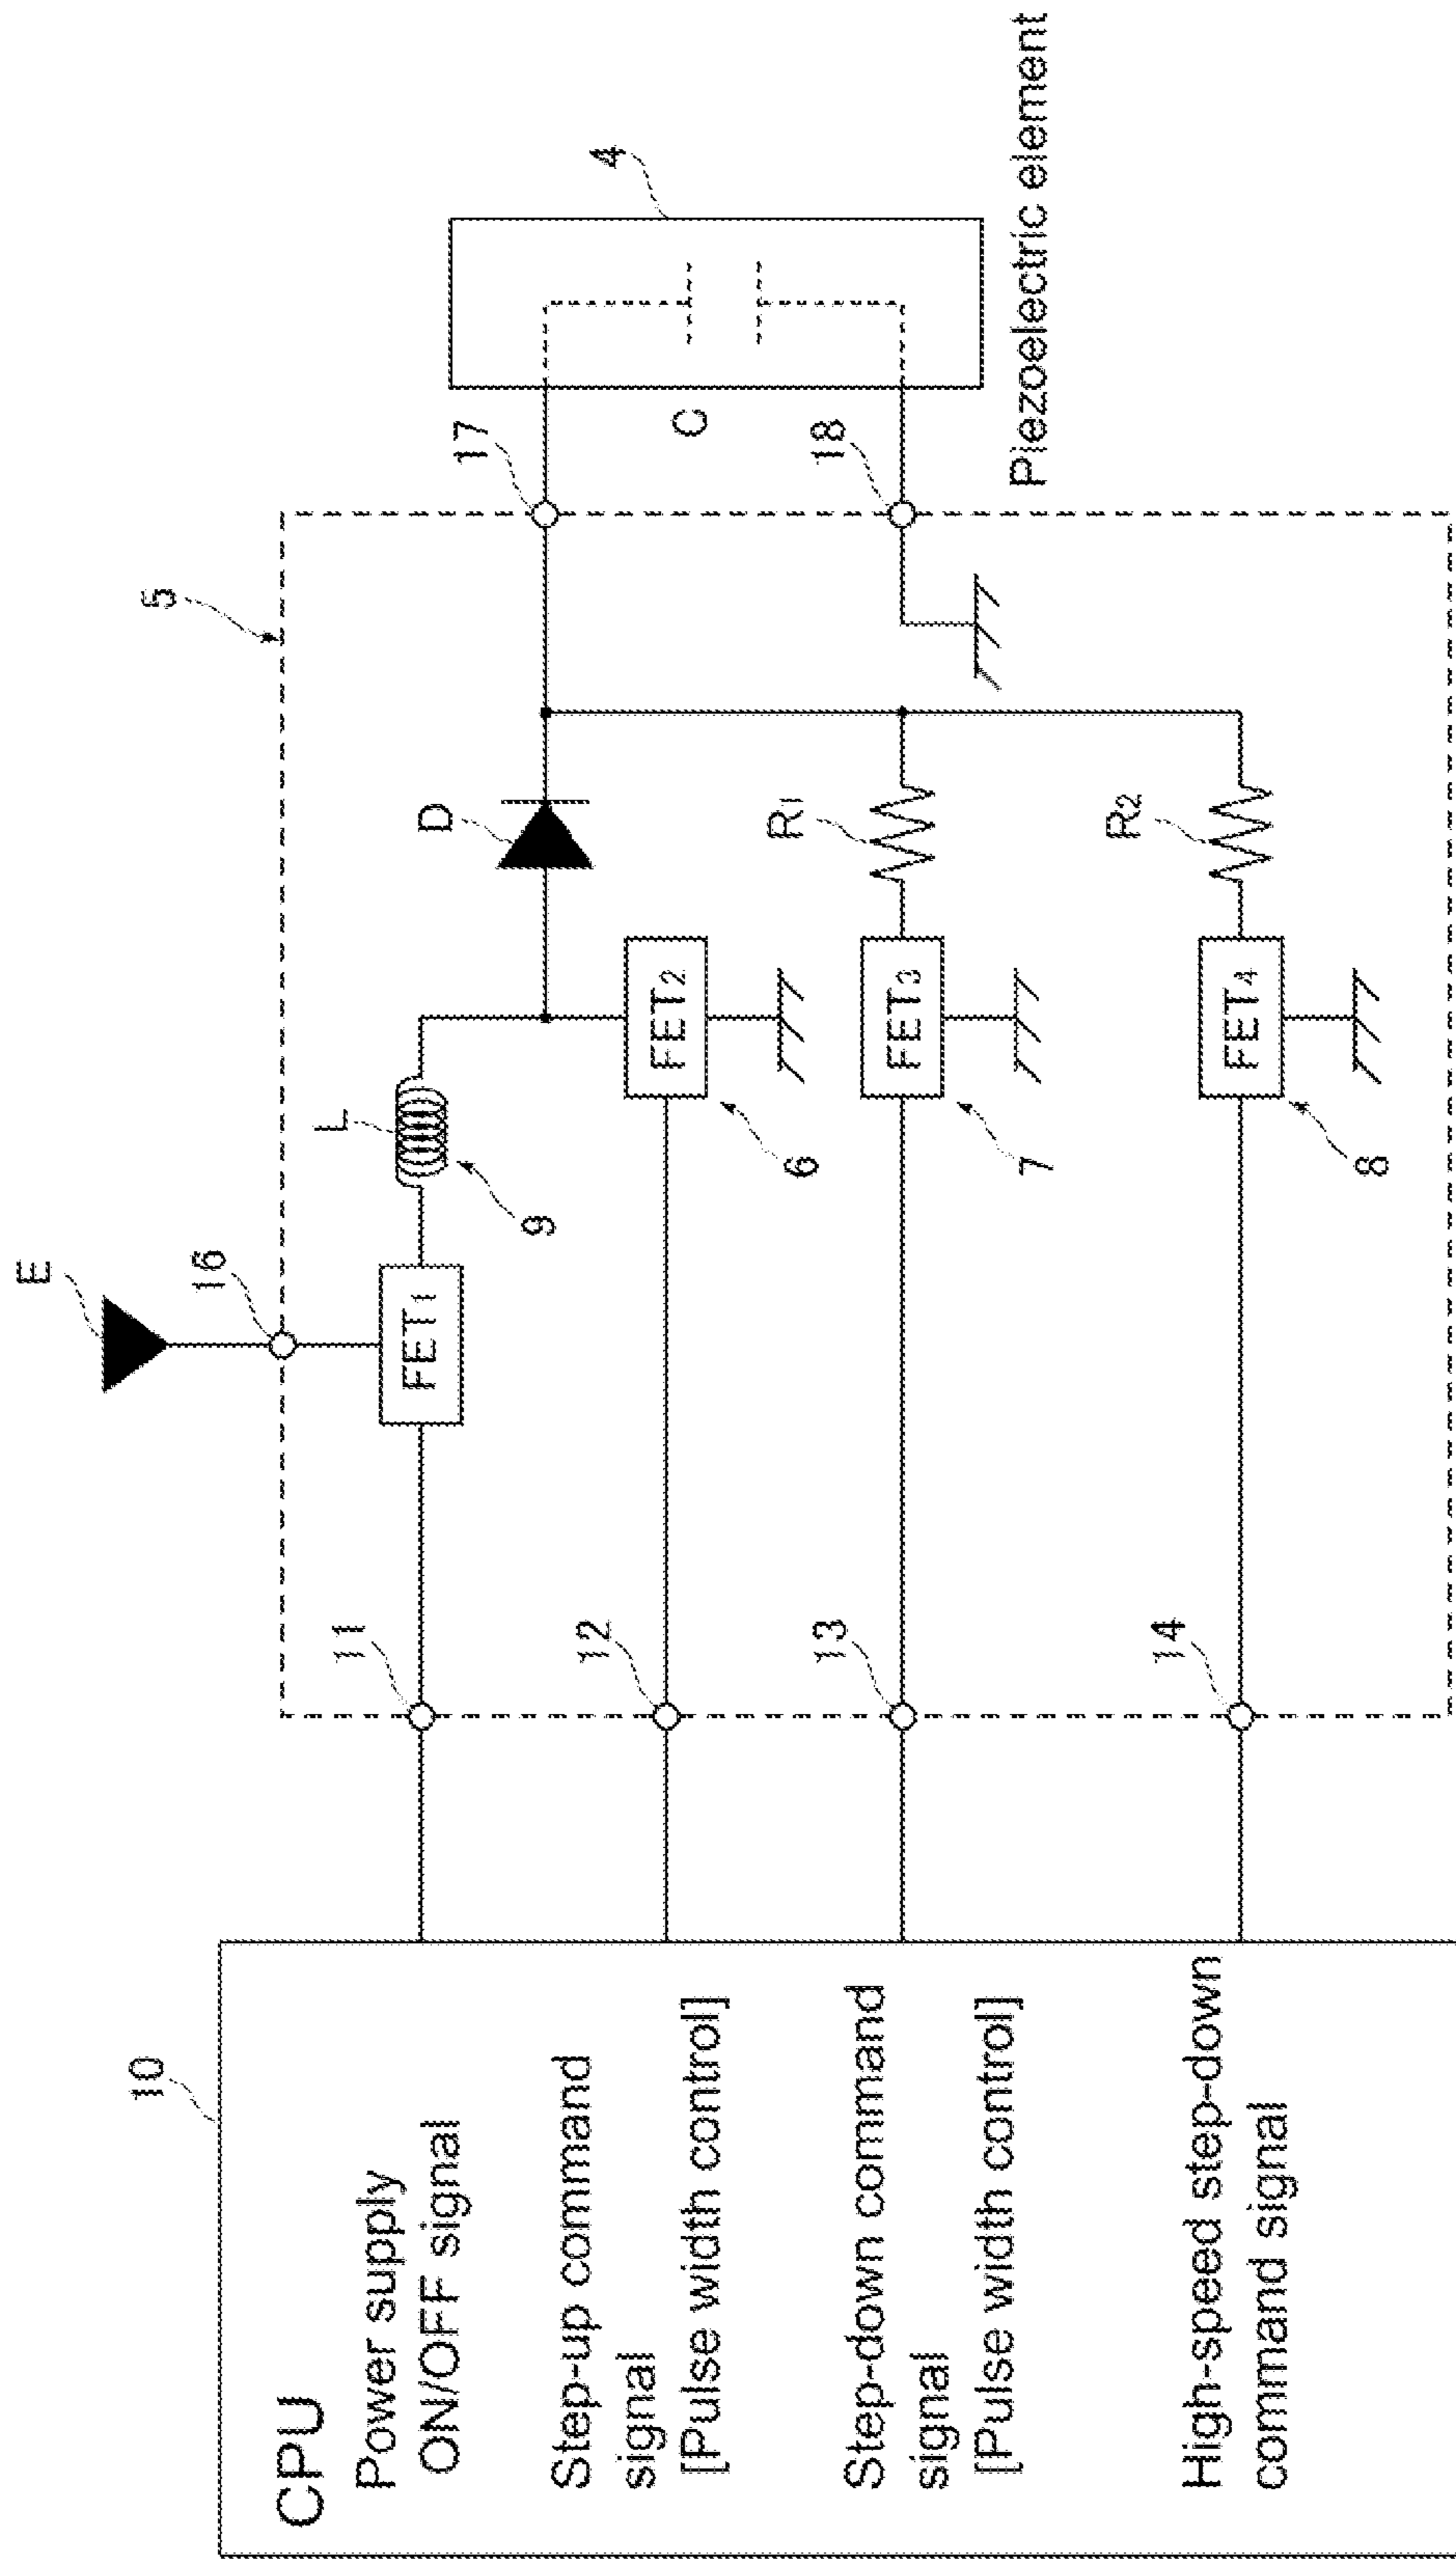 10
CPU
Power supply
ON/OFF signal
Step-up command
signal
[Pulse width control]
Step-down command
signal
[Pulse width control]
High-speed step-down
command signal
11
12
13
14
E
16
5
FET1
L
9
D
FET2
6
R1
FET3
7
R2
FET4
8
17
18
C
4
Piezoelectric element